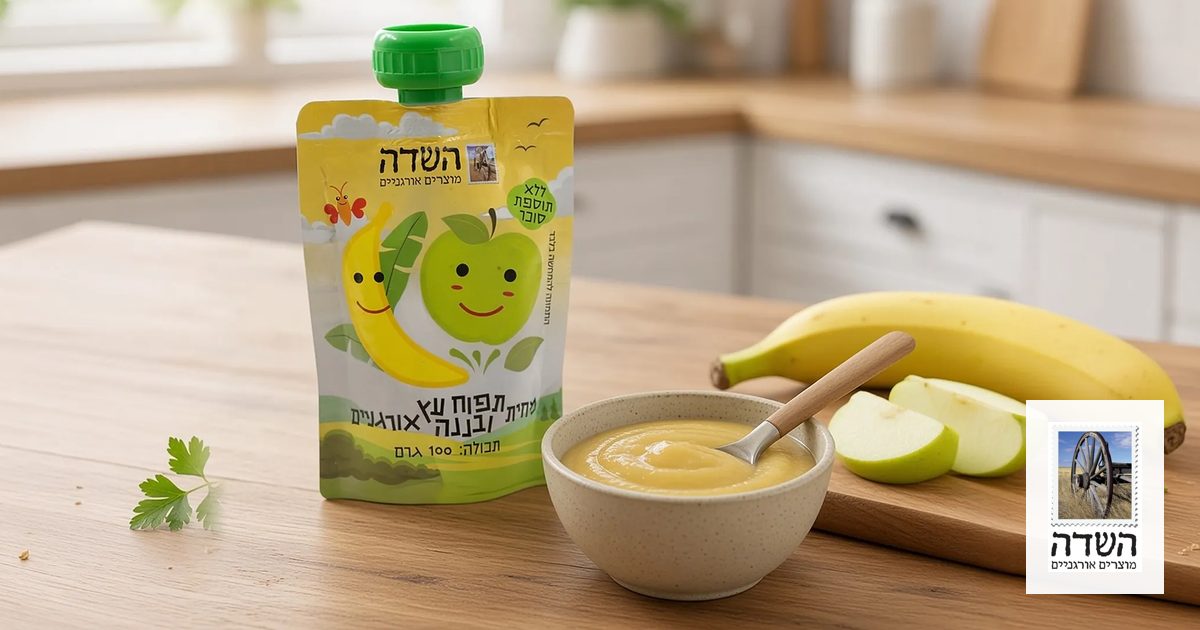 השדה
מוצרים אורגניים
ללא
תוספת
סוכר
מחית תפוח עץ
ובננה אורגניים
תכולה: 100 גרם
השדה
מוצרים אורגניים